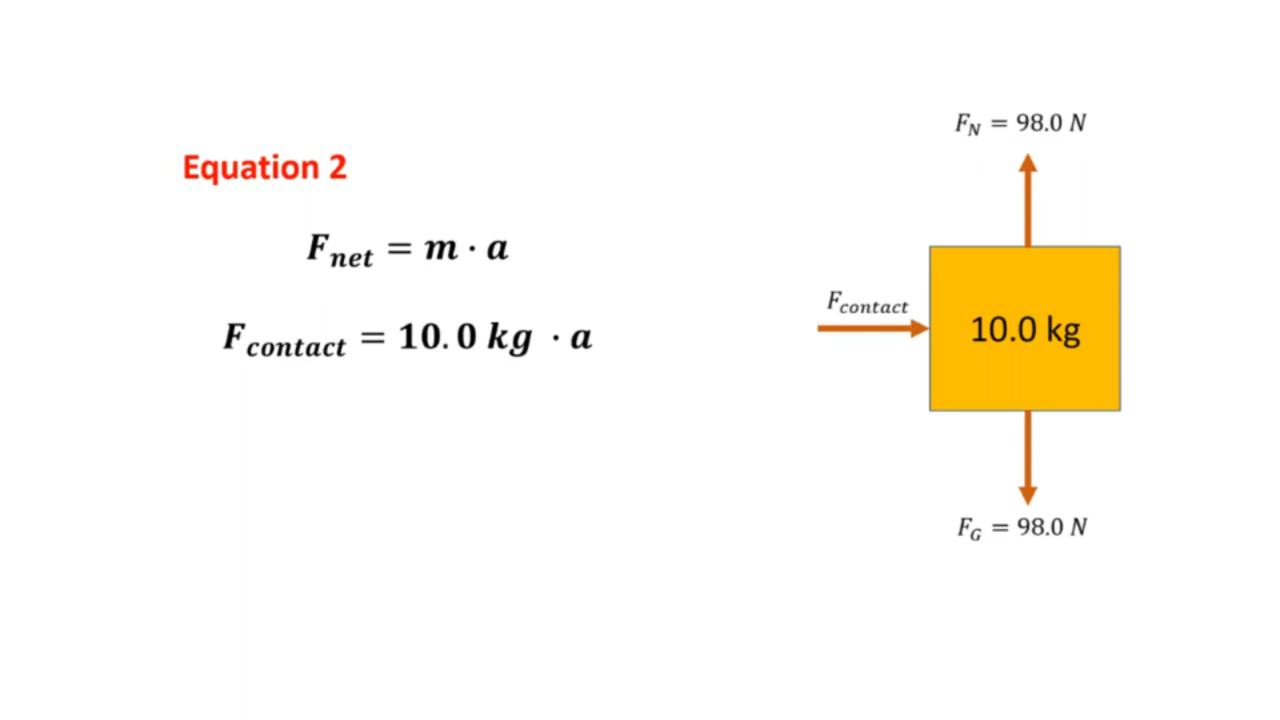 F_N = 98.0 N
Equation 2
F_net = m · a
F_contact
F_contact = 10.0 kg · a
10.0 kg
F_G = 98.0 N